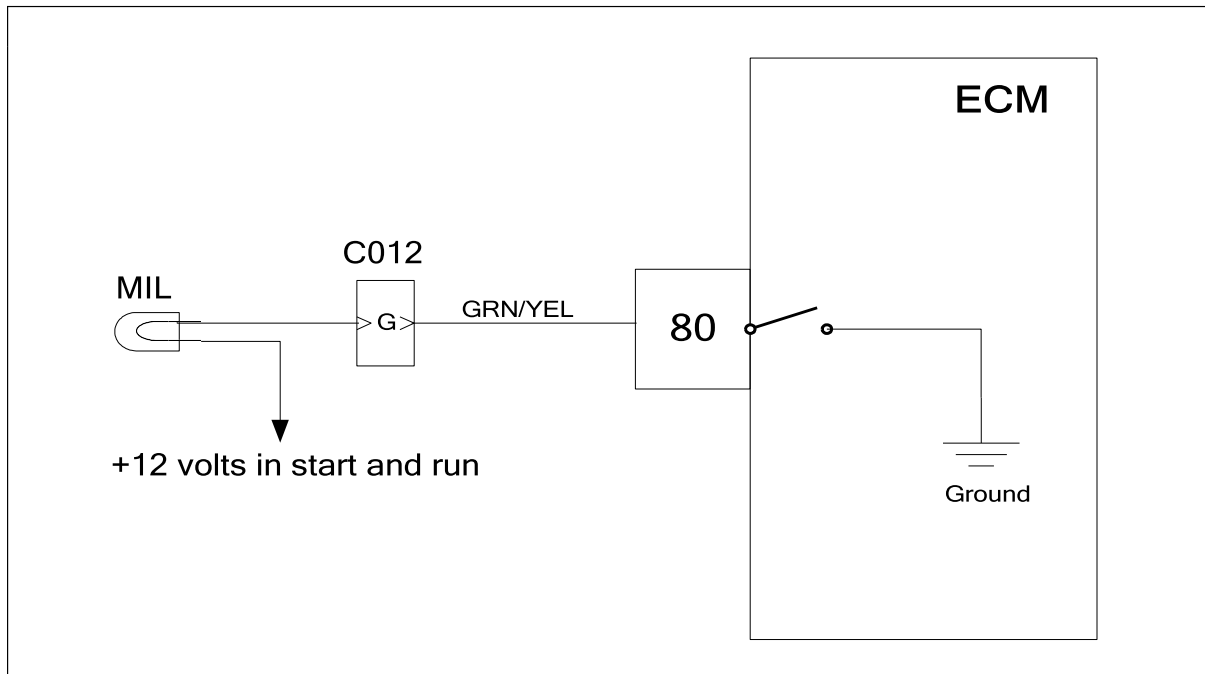 ECM
C012
MIL
G
GRN/YEL
80
+12 volts in start and run
Ground